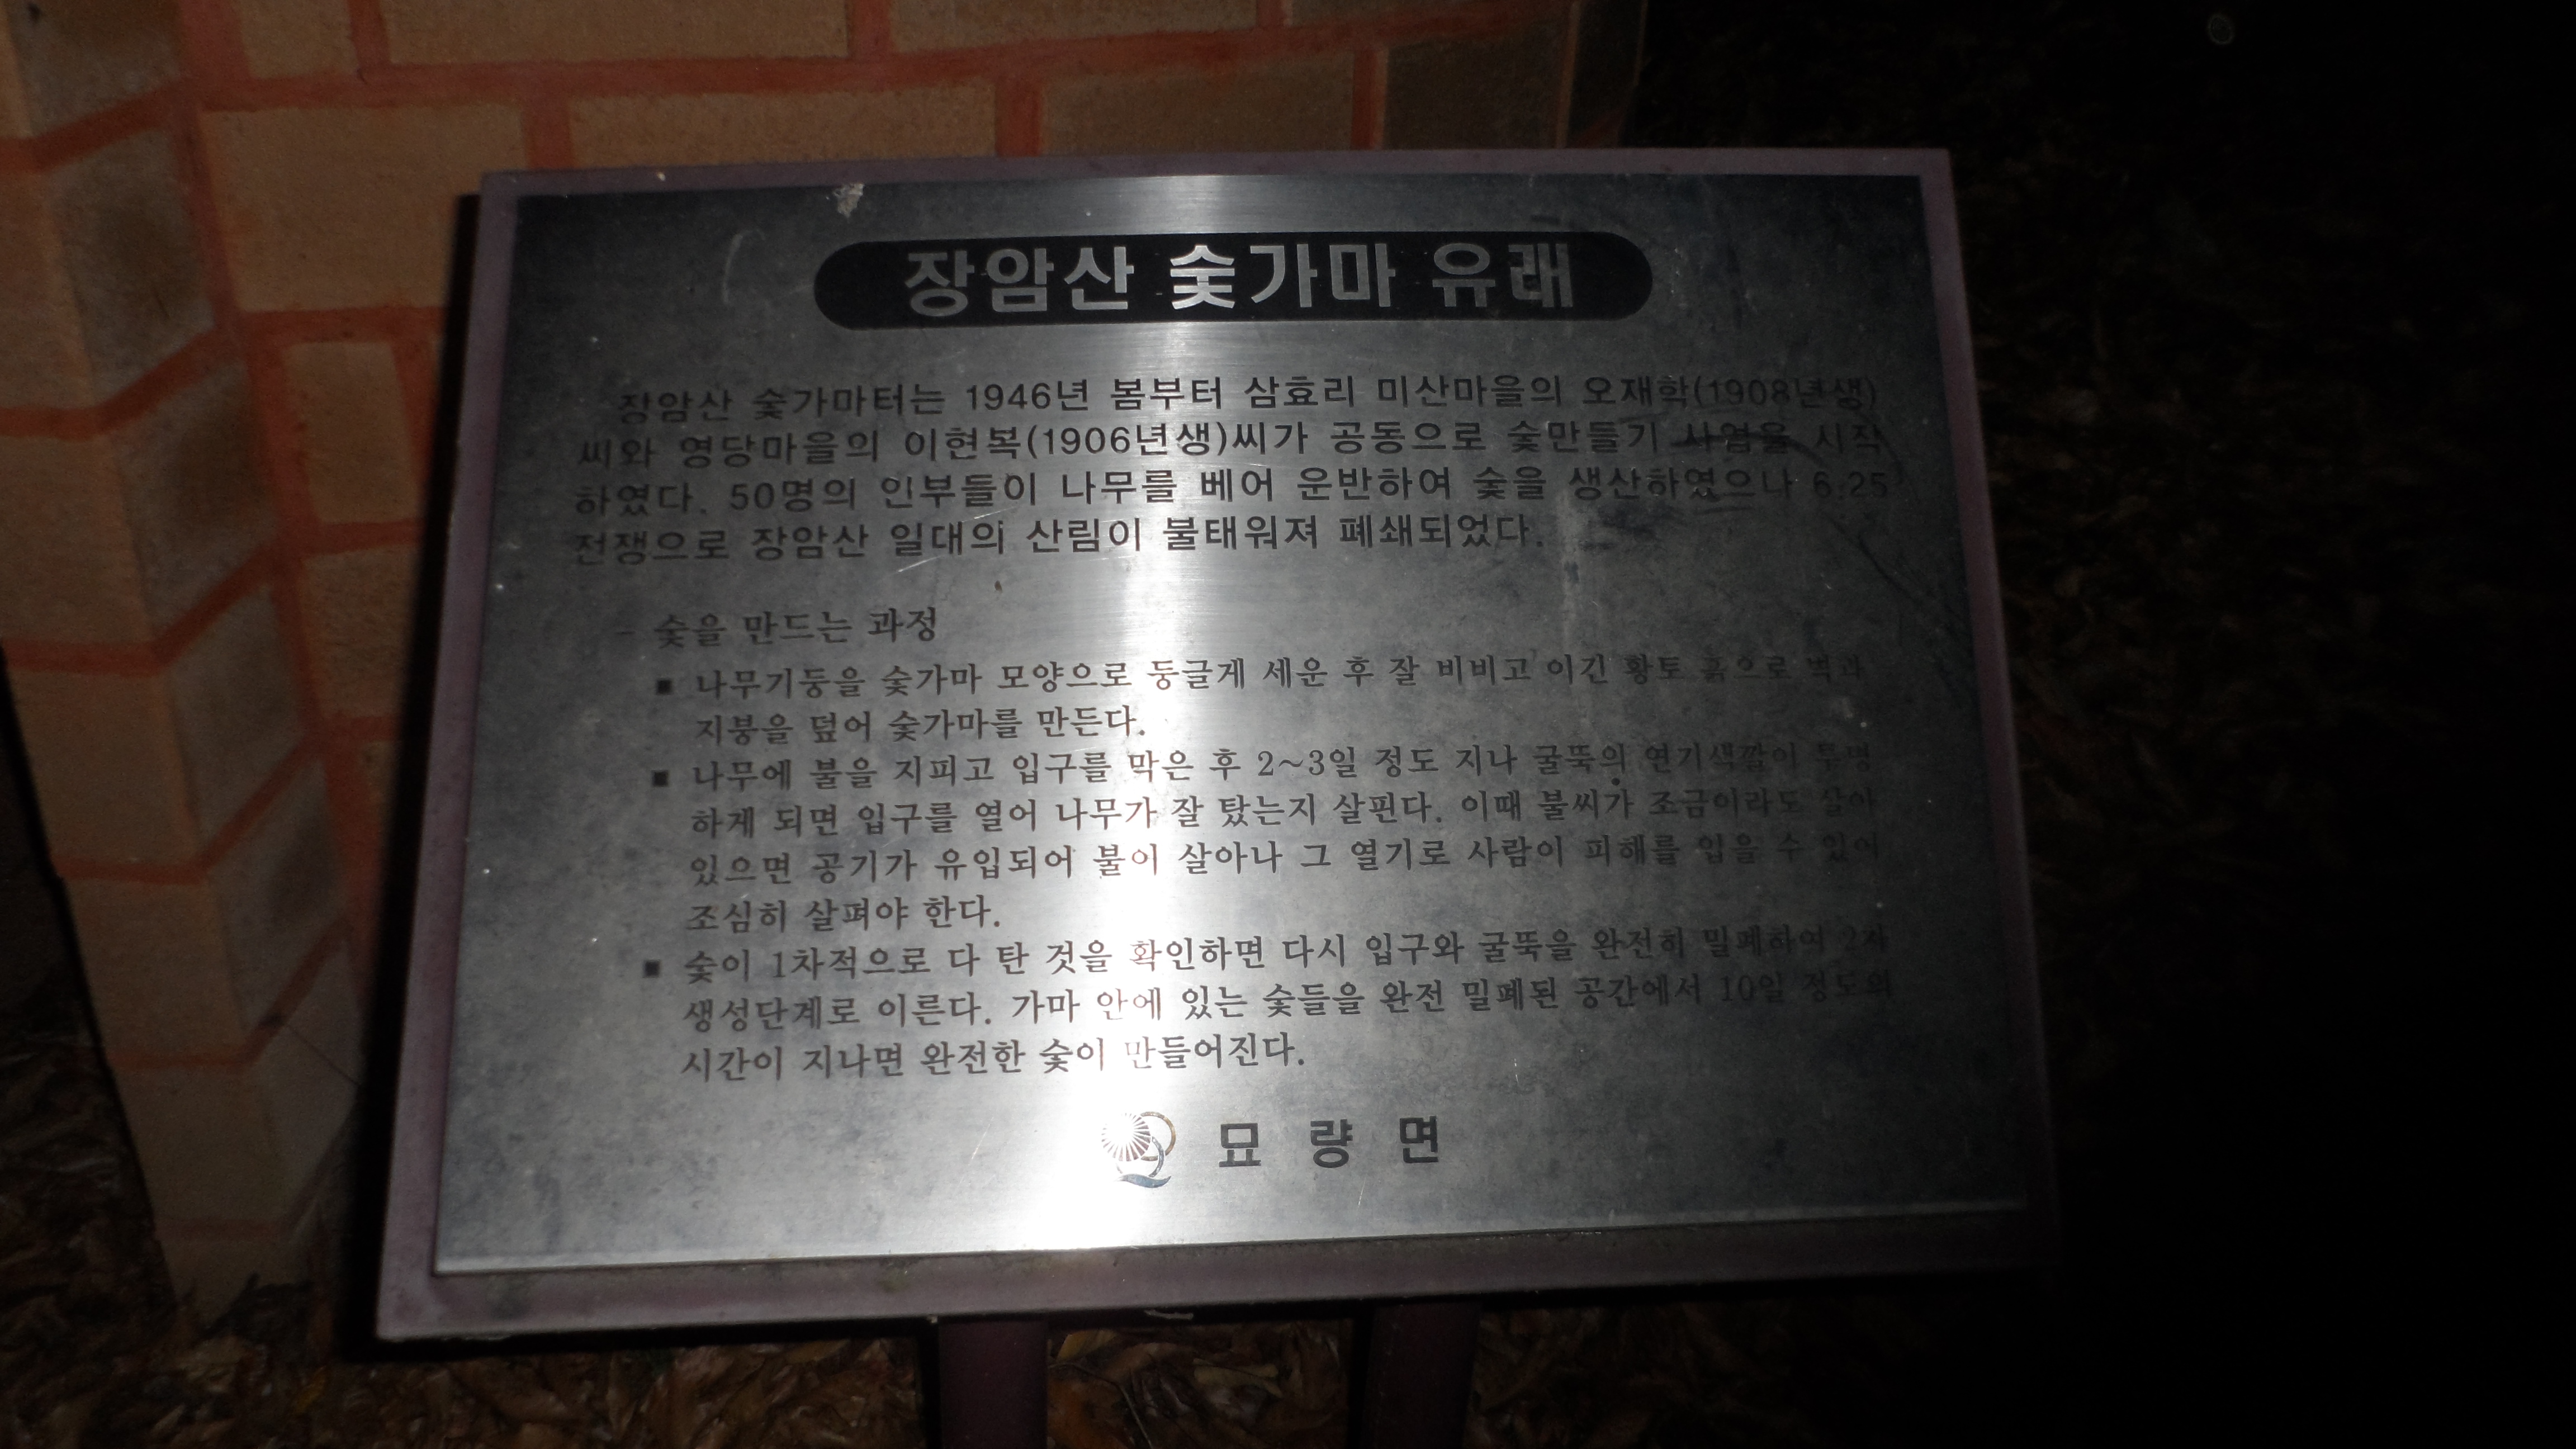 장암산 숯가마 유래
장암산 숯가마터는 1946년 봄부터 삼효리 미산마을의 오재학(1908년생)
씨와 영당마을의 이현복(1906년생)씨가 공동으로 숯만들기 사업을 시작
하였다. 50명의 인부들이 나무를 베어 운반하여 숯을 생산하였으나 6.25
전쟁으로 장암산 일대의 산림이 불태워져 폐쇄되었다.
- 숯을 만드는 과정
■ 나무기둥을 숯가마 모양으로 둥글게 세운 후 잘 비비고 이긴 황토 흙으로 벽과
지붕을 덮어 숯가마를 만든다.
■ 나무에 불을 지피고 입구를 막은 후 2~3일 정도 지나 굴뚝의 연기색깔이 투명
하게 되면 입구를 열어 나무가 잘 탔는지 살핀다. 이때 불씨가 조금이라도 살아
있으면 공기가 유입되어 불이 살아나 그 열기로 사람이 피해를 입을 수 있어
조심히 살펴야 한다.
■ 숯이 1차적으로 다 탄 것을 확인하면 다시 입구와 굴뚝을 완전히 밀폐하여 2차
생성단계로 이른다. 가마 안에 있는 숯들을 완전 밀폐된 공간에서 10일 정도의
시간이 지나면 완전한 숯이 만들어진다.
묘 량 면